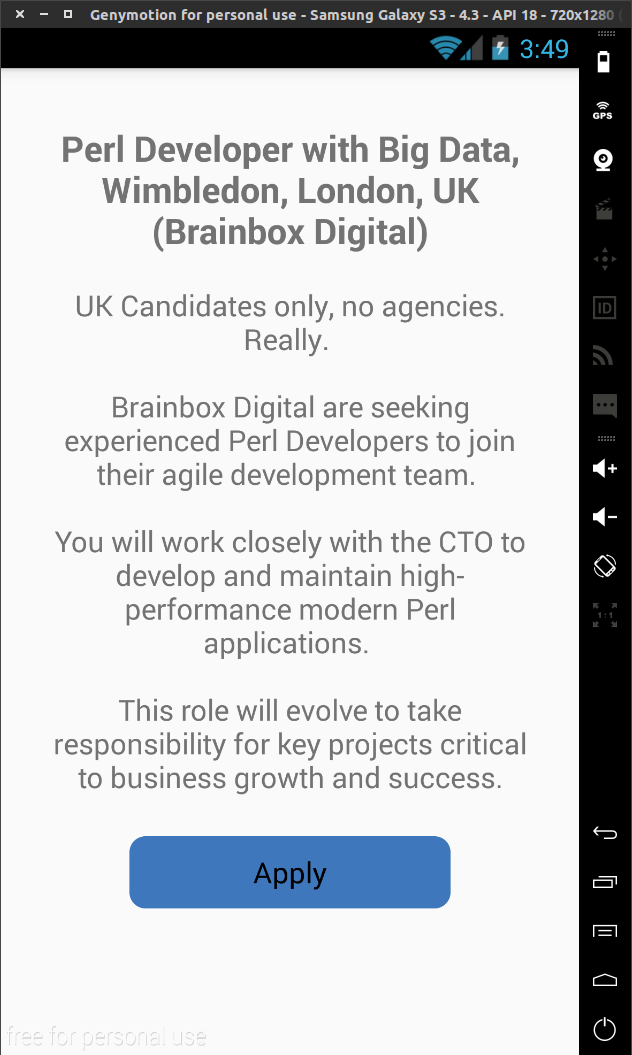 Genymotion for personal use - Samsung Galaxy S3 - 4.3 - API 18 - 720x1280 (
3:49
GPS
Perl Developer with Big Data,
Wimbledon, London, UK
(Brainbox Digital)
UK Candidates only, no agencies.
Really.
Brainbox Digital are seeking
experienced Perl Developers to join
their agile development team.
You will work closely with the CTO to
develop and maintain high-
performance modern Perl
applications.
This role will evolve to take
responsibility for key projects critical
to business growth and success.
Apply
ID
1:1
free for personal use